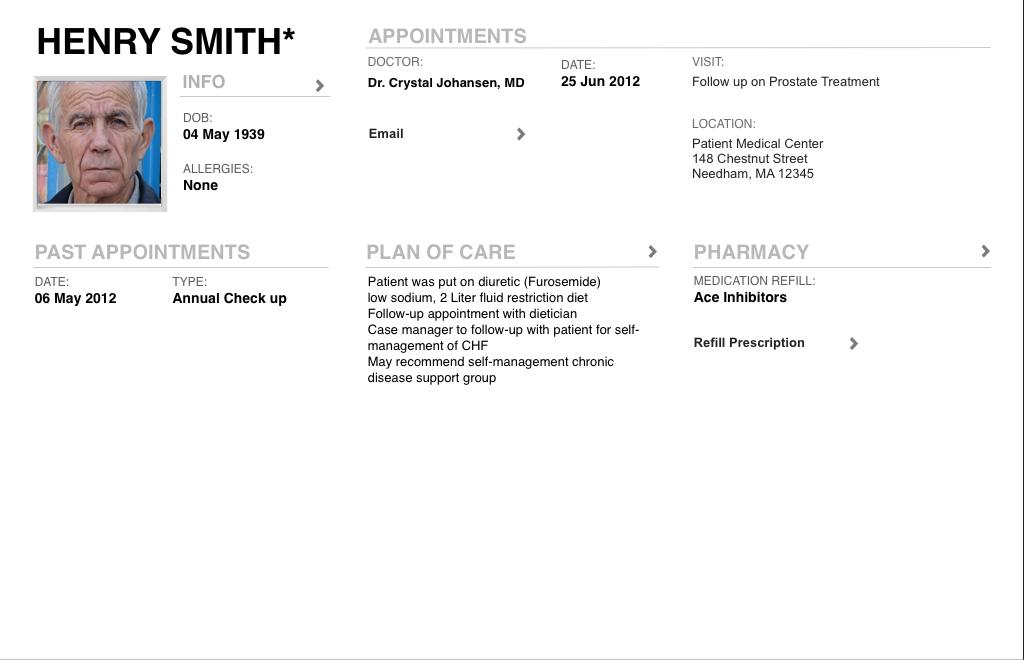 HENRY SMITH*
INFO
DOB:
04 May 1939
ALLERGIES:
None
APPOINTMENTS
DOCTOR:
Dr. Crystal Johansen, MD
DATE:
25 Jun 2012
VISIT:
Follow up on Prostate Treatment
Email
LOCATION:
Patient Medical Center
148 Chestnut Street
Needham, MA 12345
PAST APPOINTMENTS
DATE:
06 May 2012
TYPE:
Annual Check up
PLAN OF CARE
Patient was put on diuretic (Furosemide)
low sodium, 2 Liter fluid restriction diet
Follow-up appointment with dietician
Case manager to follow-up with patient for self-
management of CHF
May recommend self-management chronic
disease support group
PHARMACY
MEDICATION REFILL:
Ace Inhibitors
Refill Prescription